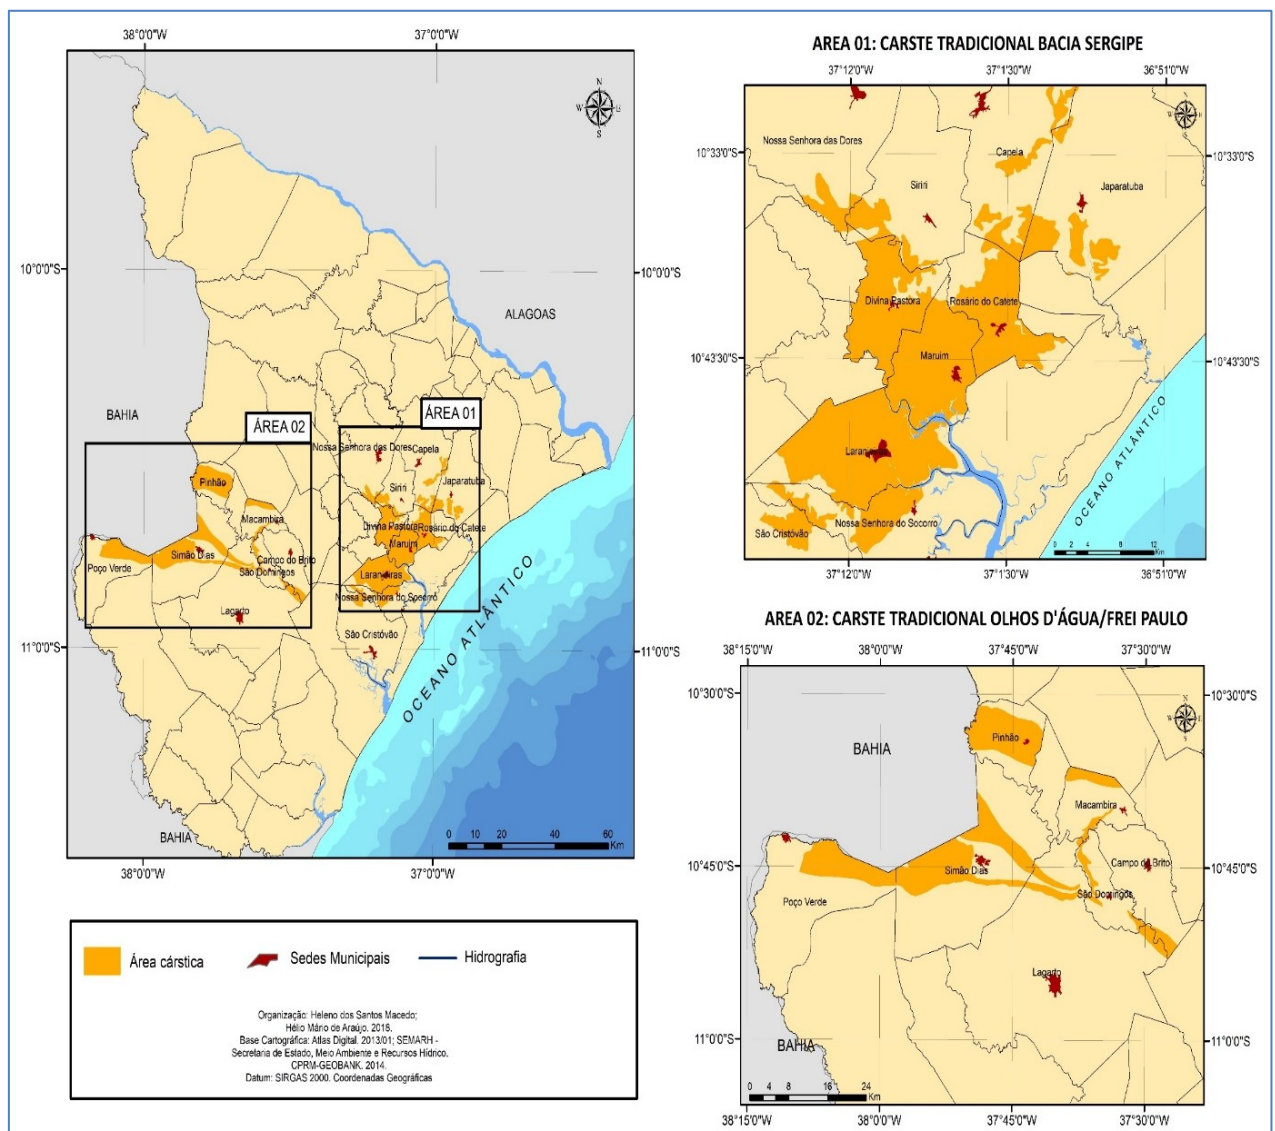 38°0'0"W
37°0'0"W
N
W
E
S
10°0'0"S
10°0'0"S
ALAGOAS
BAHIA
ÁREA 02
ÁREA 01
Nossa Senhora das Dores
Capela
Siriri
Japaratuba
Pinhão
Macambira
Divina Pastora
Rosário do Catete
Maruim
Poço Verde
Simão Dias
Campo do Brito
São Domingos
Laranjeiras
Nossa Senhora do Socorro
Lagarto
São Cristóvão
11°0'0"S
11°0'0"S
OCEANO ATLÂNTICO
BAHIA
0 10 20 40 60
Km
38°0'0"W
37°0'0"W
Área cárstica
Sedes Municipais
Hidrografia
Organização: Heleno dos Santos Macedo;
Hélio Mário de Araújo. 2016.
Base Cartográfica: Atlas Digital. 2013/01; SEMARH -
Secretaria de Estado, Meio Ambiente e Recursos Hídrico.
CPRM-GEOBANK. 2014.
Datum: SIRGAS 2000. Coordenadas Geográficas
AREA 01: CARSTE TRADICIONAL BACIA SERGIPE
37°12'0"W
37°1'30"W
36°51'0"W
N
W
E
S
Nossa Senhora das Dores
10°33'0"S
Capela
10°33'0"S
Siriri
Japaratuba
Divina Pastora
Rosário do Catete
10°43'30"S
Maruim
10°43'30"S
Laranjeiras
OCEANO ATLÂNTICO
Nossa Senhora do Socorro
São Cristóvão
0 2 4 8 12
Km
37°12'0"W
37°1'30"W
36°51'0"W
AREA 02: CARSTE TRADICIONAL OLHOS D'ÁGUA/FREI PAULO
38°15'0"W
38°0'0"W
37°45'0"W
37°30'0"W
10°30'0"S
10°30'0"S
N
W
E
S
BAHIA
Pinhão
Macambira
10°45'0"S
Simão Dias
Campo do Brito
10°45'0"S
Poço Verde
São Domingos
Lagarto
11°0'0"S
BAHIA
11°0'0"S
0 4 8 16 24
Km
38°15'0"W
38°0'0"W
37°45'0"W
37°30'0"W